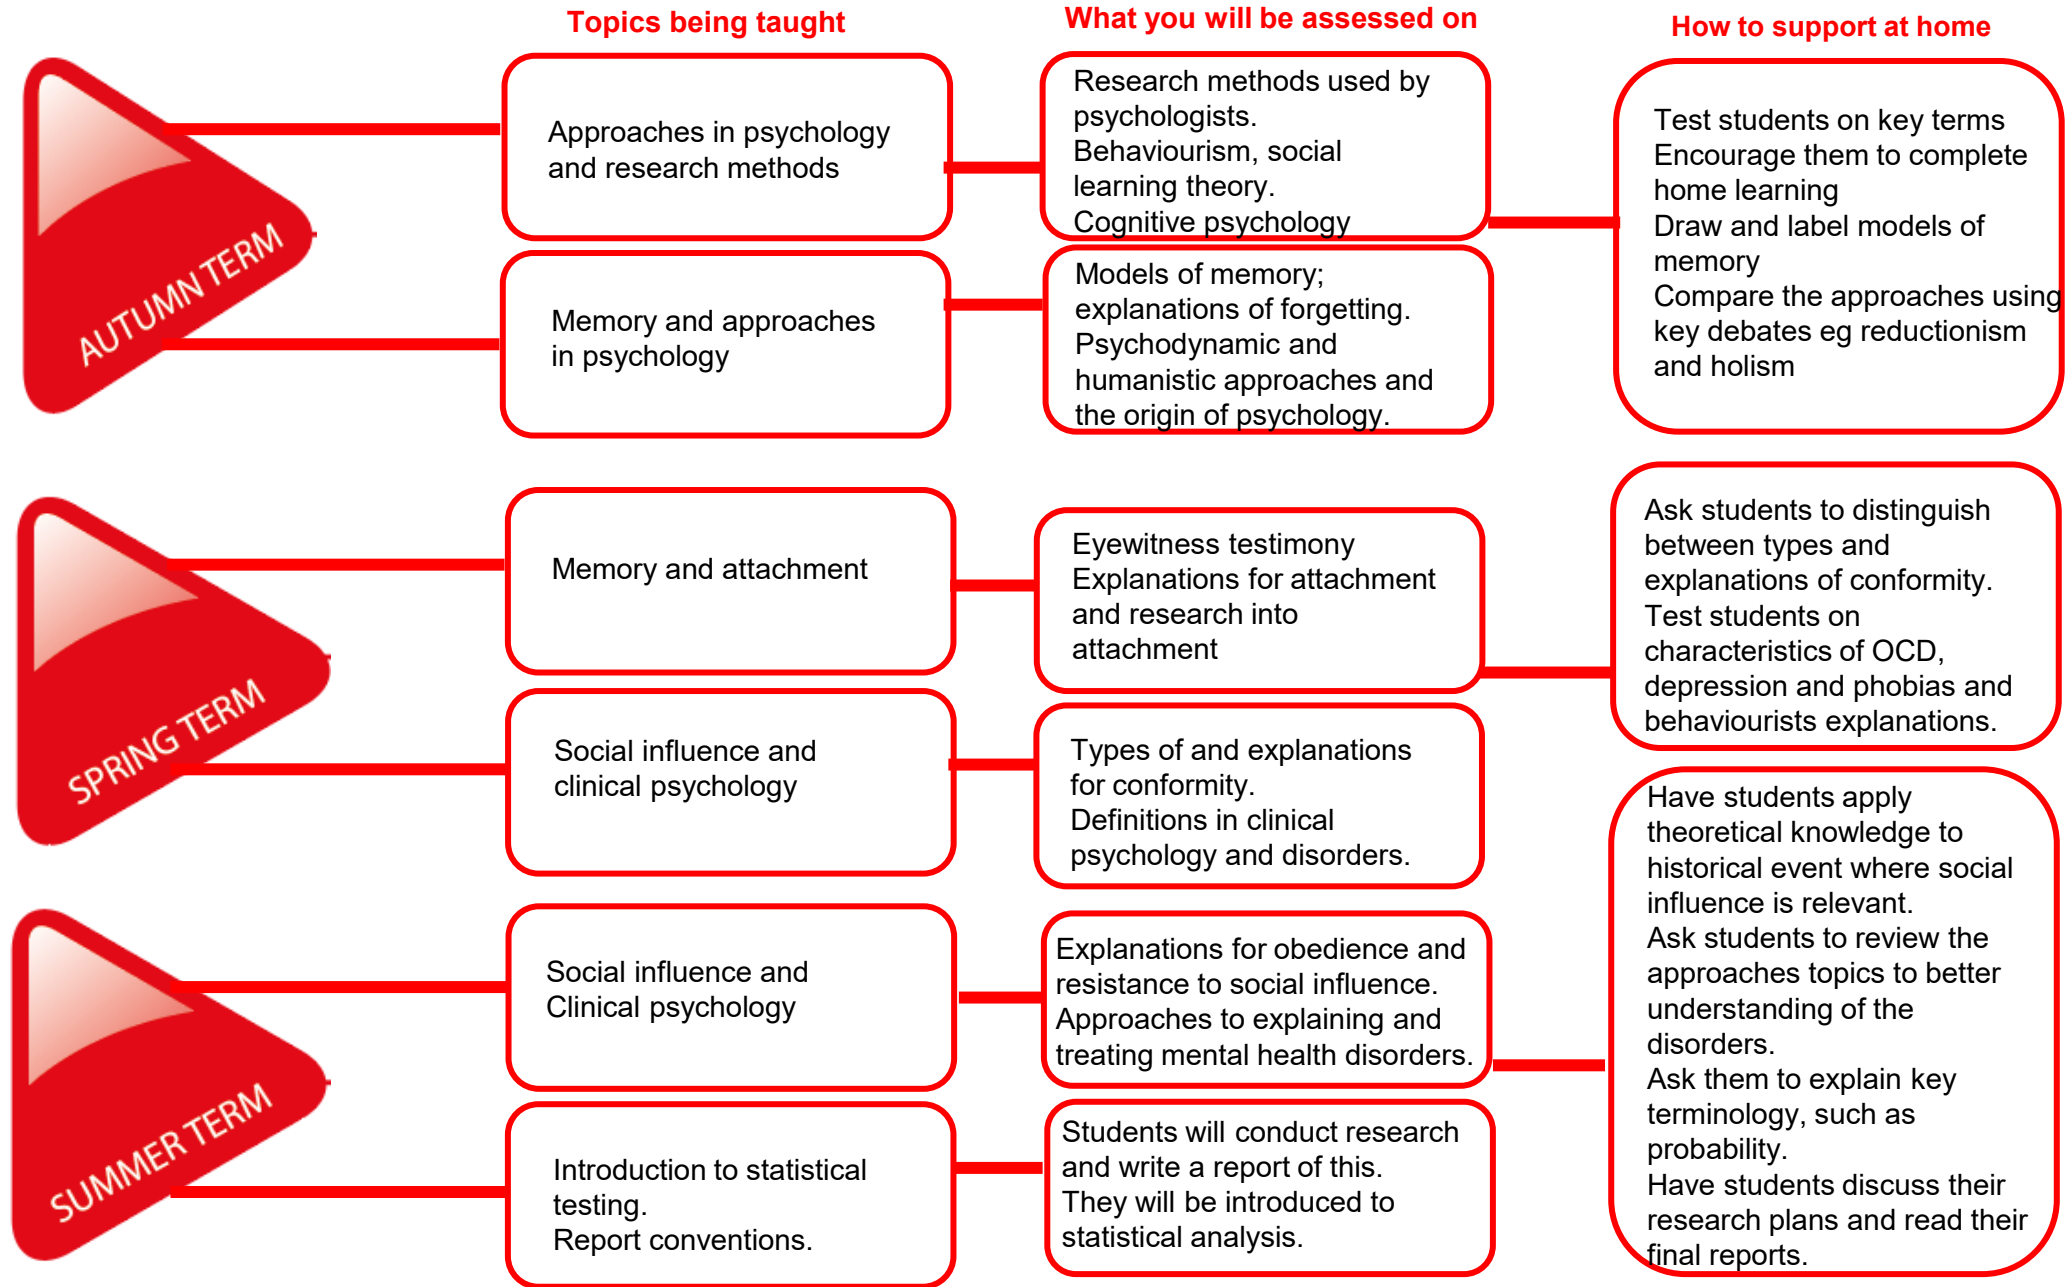 Topics being taught
What you will be assessed on
How to support at home
AUTUMN TERM
Approaches in psychology
and research methods
Research methods used by
psychologists.
Behaviourism, social
learning theory.
Cognitive psychology
Memory and approaches
in psychology
Models of memory;
explanations of forgetting.
Psychodynamic and
humanistic approaches and
the origin of psychology.
Test students on key terms
Encourage them to complete
home learning
Draw and label models of
memory
Compare the approaches using
key debates eg reductionism
and holism
SPRING TERM
Memory and attachment
Eyewitness testimony
Explanations for attachment
and research into
attachment
Social influence and
clinical psychology
Types of and explanations
for conformity.
Definitions in clinical
psychology and disorders.
Ask students to distinguish
between types and
explanations of conformity.
Test students on
characteristics of OCD,
depression and phobias and
behaviourists explanations.
SUMMER TERM
Social influence and
Clinical psychology
Explanations for obedience and
resistance to social influence.
Approaches to explaining and
treating mental health disorders.
Introduction to statistical
testing.
Report conventions.
Students will conduct research
and write a report of this.
They will be introduced to
statistical analysis.
Have students apply
theoretical knowledge to
historical event where social
influence is relevant.
Ask students to review the
approaches topics to better
understanding of the
disorders.
Ask them to explain key
terminology, such as
probability.
Have students discuss their
research plans and read their
final reports.